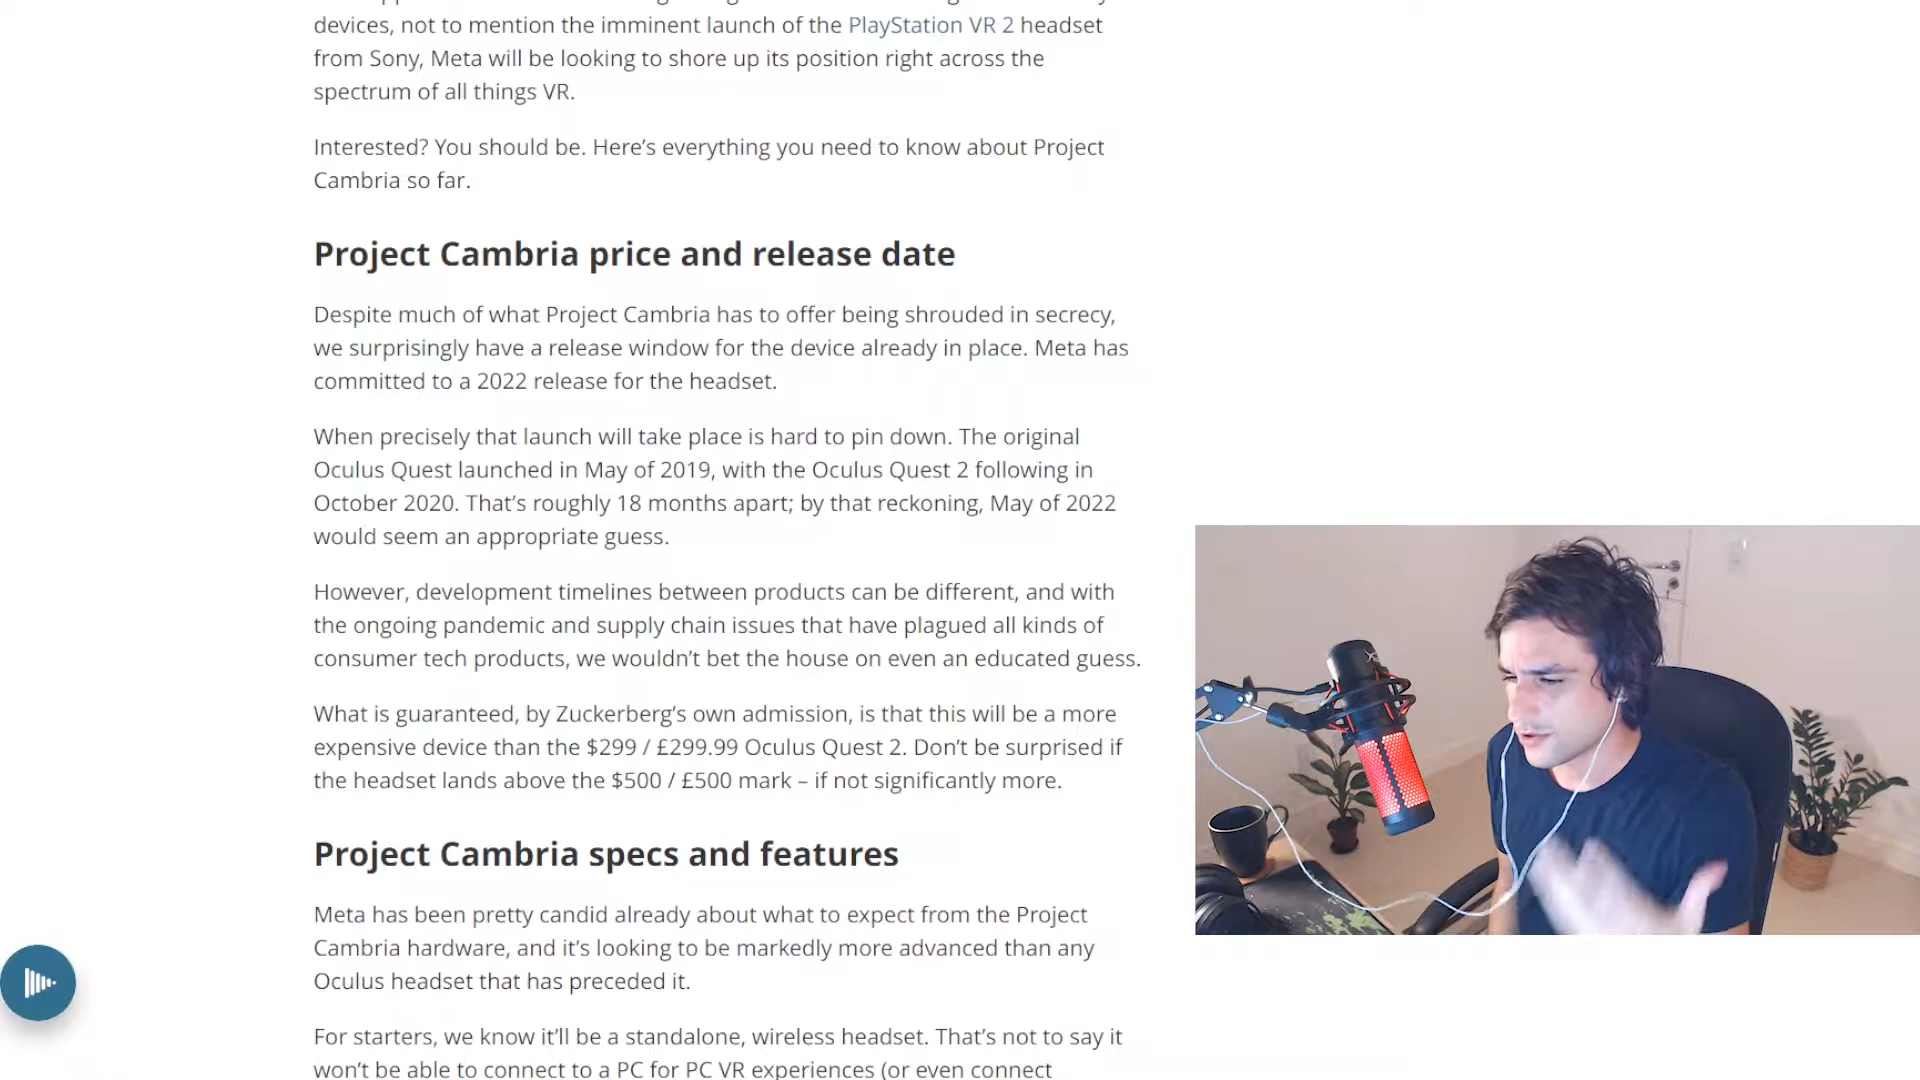 devices, not to mention the imminent launch of the PlayStation VR 2 headset
from Sony, Meta will be looking to shore up its position right across the
spectrum of all things VR.
Interested? You should be. Here’s everything you need to know about Project
Cambria so far.
Project Cambria price and release date
Despite much of what Project Cambria has to offer being shrouded in secrecy,
we surprisingly have a release window for the device already in place. Meta has
committed to a 2022 release for the headset.
When precisely that launch will take place is hard to pin down. The original
Oculus Quest launched in May of 2019, with the Oculus Quest 2 following in
October 2020. That’s roughly 18 months apart; by that reckoning, May of 2022
would seem an appropriate guess.
However, development timelines between products can be different, and with
the ongoing pandemic and supply chain issues that have plagued all kinds of
consumer tech products, we wouldn’t bet the house on even an educated guess.
What is guaranteed, by Zuckerberg’s own admission, is that this will be a more
expensive device than the $299 / £299.99 Oculus Quest 2. Don’t be surprised if
the headset lands above the $500 / £500 mark – if not significantly more.
Project Cambria specs and features
Meta has been pretty candid already about what to expect from the Project
Cambria hardware, and it’s looking to be markedly more advanced than any
Oculus headset that has preceded it.
For starters, we know it’ll be a standalone, wireless headset. That’s not to say it
won’t be able to connect to a PC for PC VR experiences (or even connect